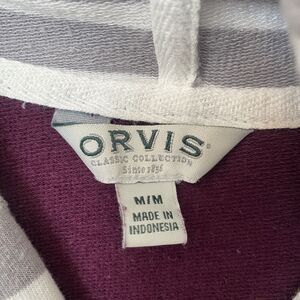 ORVIS
CLASSIC COLLECTION
Since 1856
M/M
MADE IN
INDONESIA